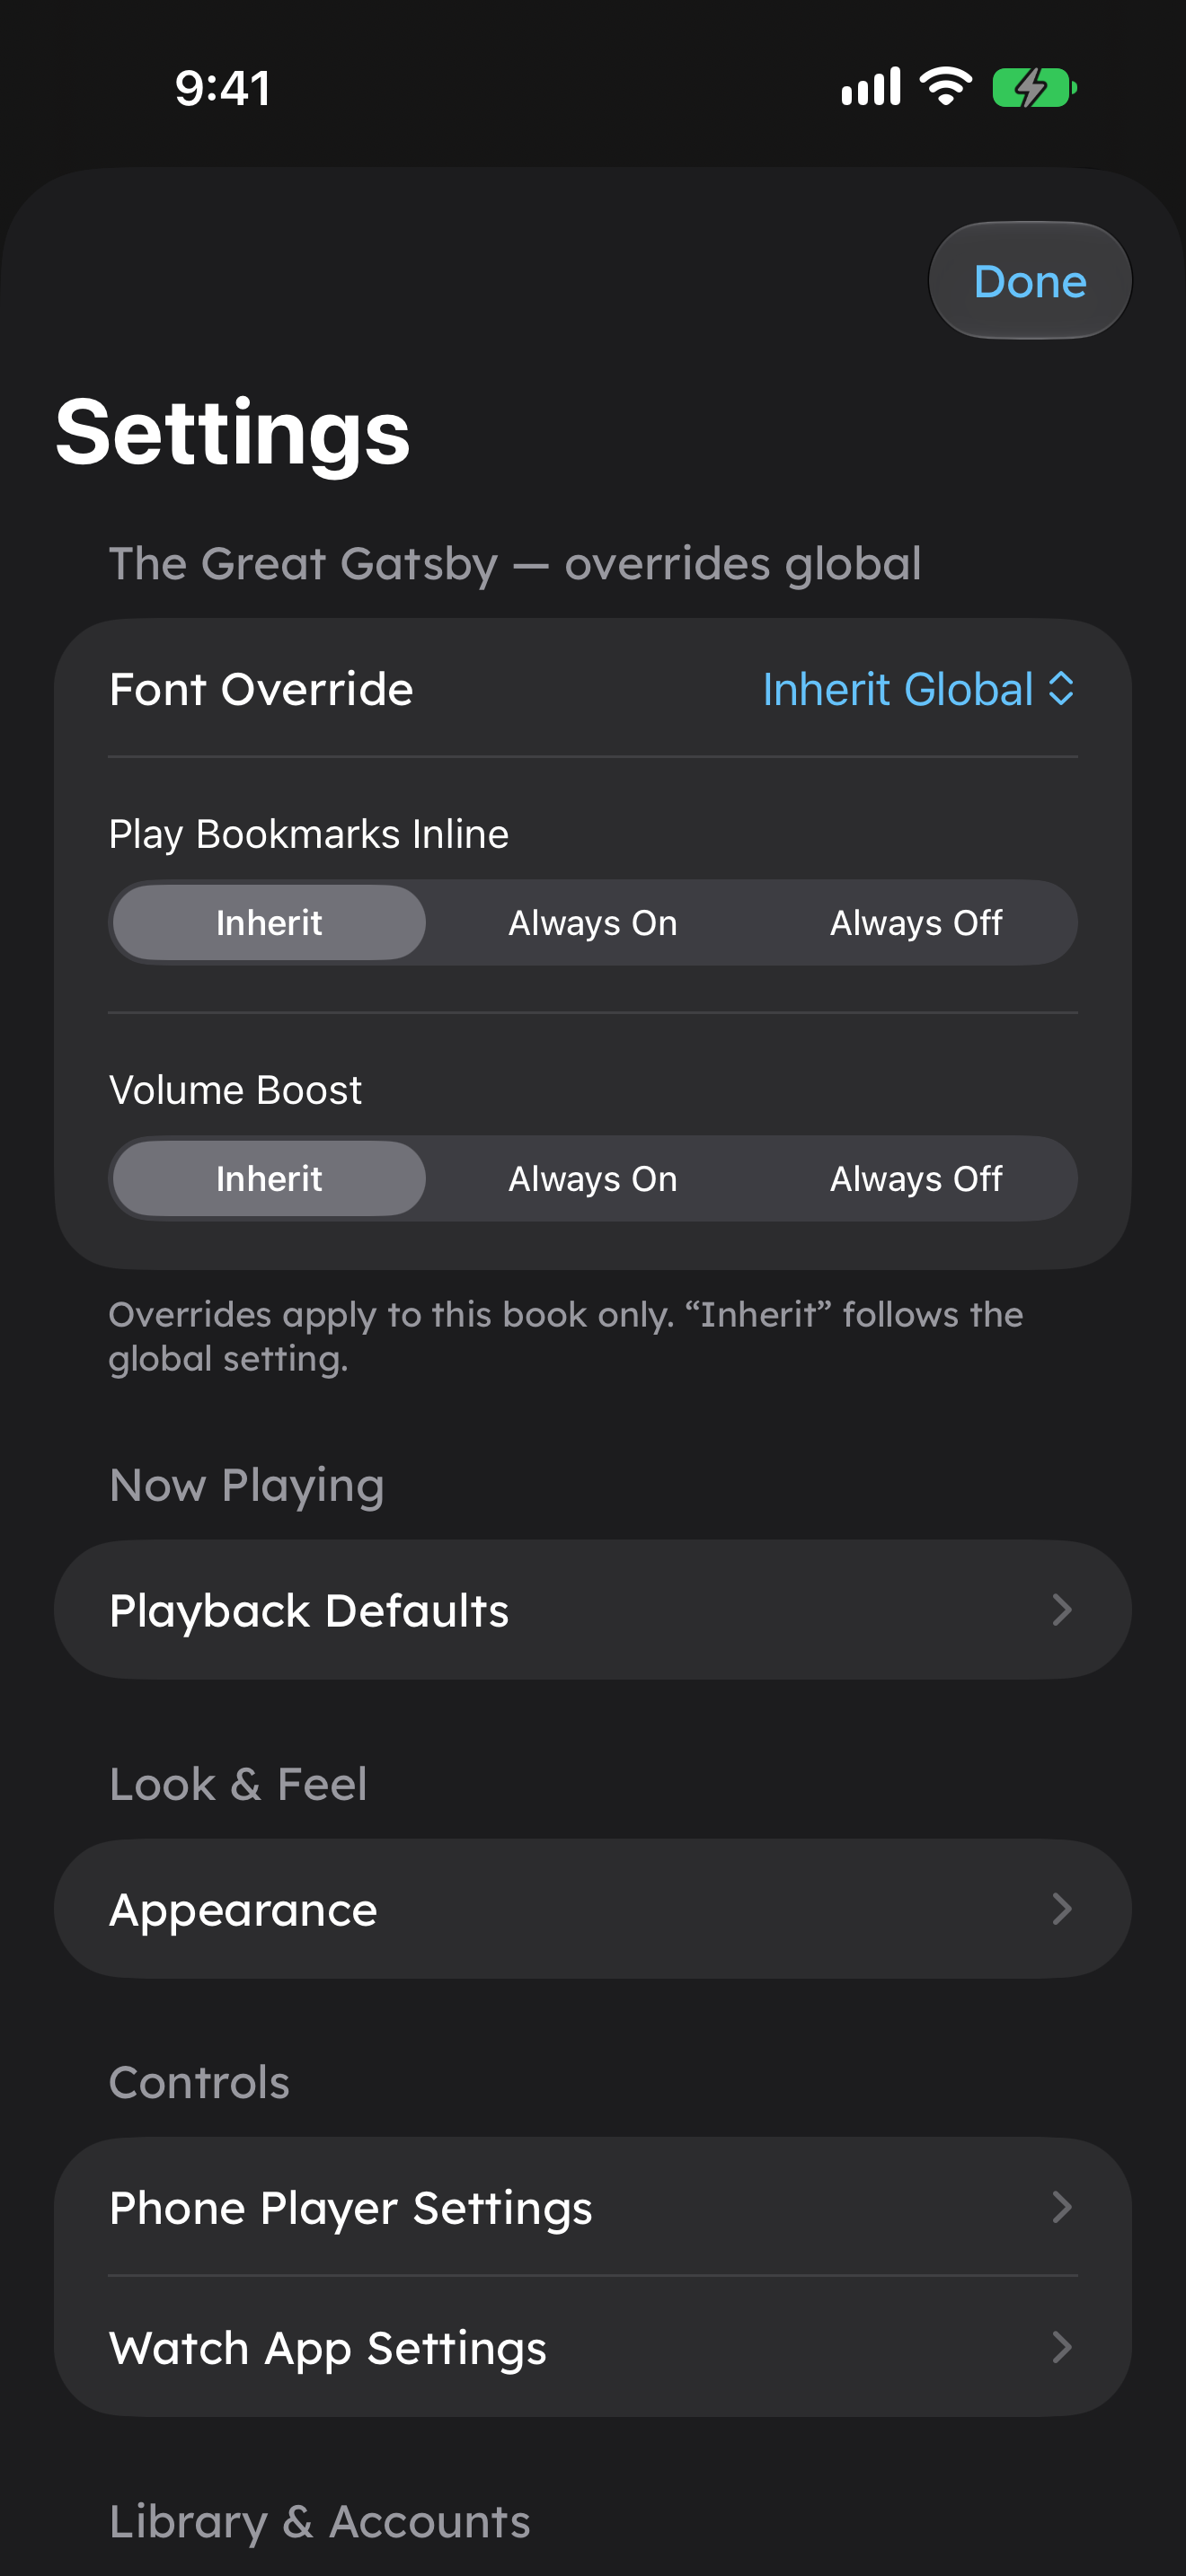 9:41
Done
Settings
The Great Gatsby — overrides global
Font Override
Inherit Global
Play Bookmarks Inline
Inherit Always On Always Off
Volume Boost
Inherit Always On Always Off
Overrides apply to this book only. “Inherit” follows the
global setting.
Now Playing
Playback Defaults
Look & Feel
Appearance
Controls
Phone Player Settings
Watch App Settings
Library & Accounts